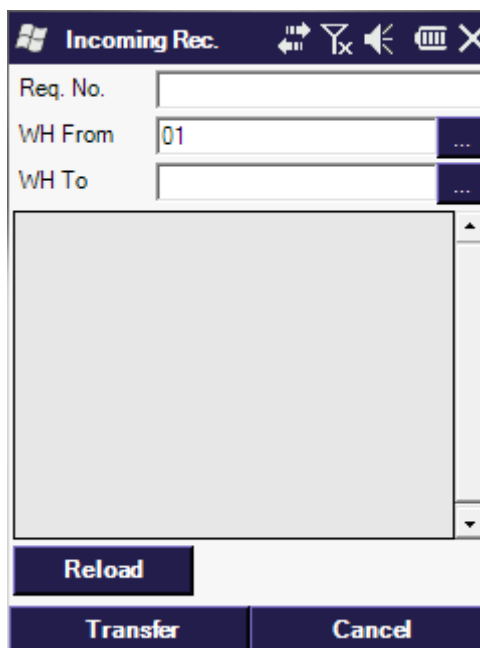 Incoming Rec.
Req. No.
WH From 01 ...
WH To ...
Reload
Transfer Cancel